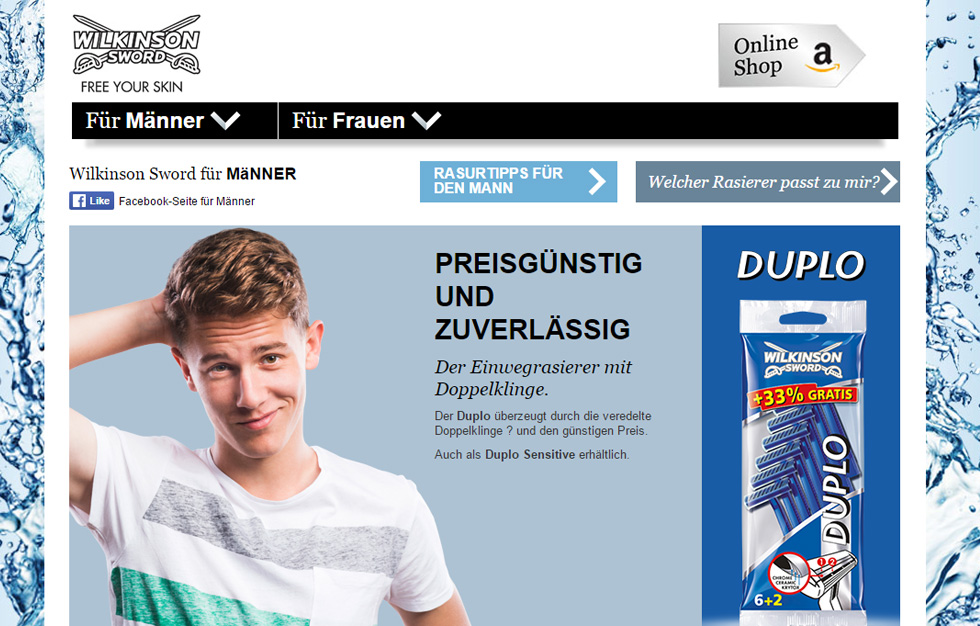 WILKINSON
SWORD
FREE YOUR SKIN
Online
Shop
a
Für Männer
Für Frauen
Wilkinson Sword für MäNNER
RASURTIPPS FÜR
DEN MANN
Welcher Rasierer passt zu mir?
f Like Facebook-Seite für Männer
PREISGÜNSTIG
UND
ZUVERLÄSSIG
Der Einwegrasierer mit
Doppelklinge.
Der Duplo überzeugt durch die veredelte
Doppelklinge ? und den günstigen Preis.
Auch als Duplo Sensitive erhältlich.
DUPLO
WILKINSON
SWORD
+33% GRATIS
DUPLO
CHROME
CERAMIC
KRYTOX
1 2
6+2